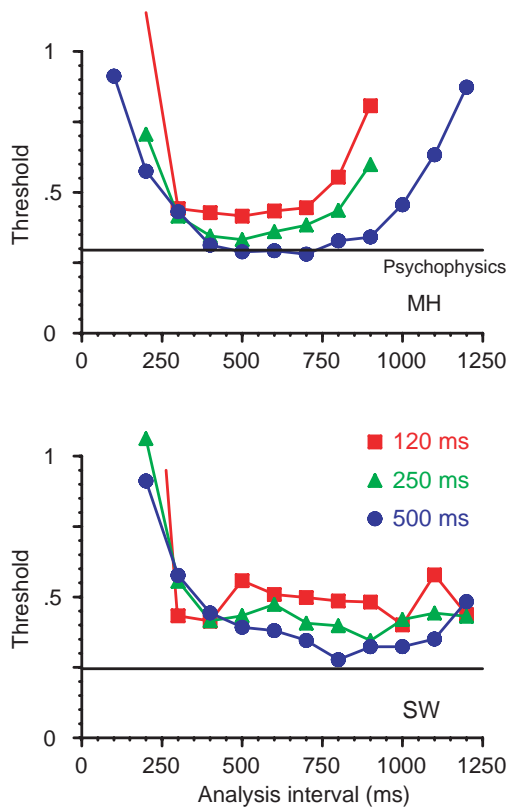 1
Threshold
.5
Psychophysics
MH
0
0 250 500 750 1000 1250
1
120 ms
250 ms
500 ms
Threshold
.5
SW
0
0 250 500 750 1000 1250
Analysis interval (ms)